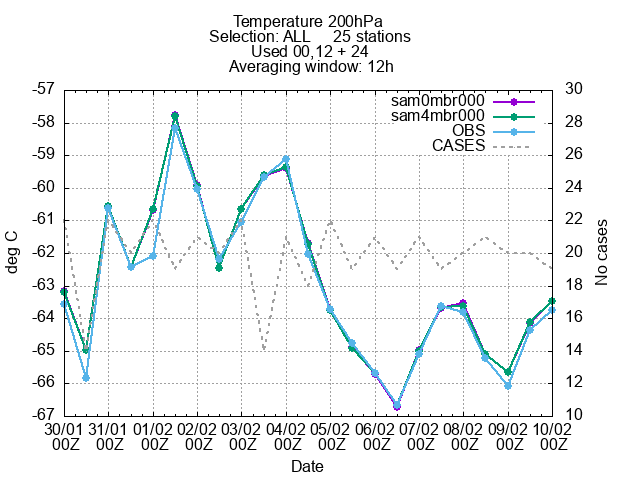 Temperature 200hPa
Selection: ALL 25 stations
Used 00,12 + 24
Averaging window: 12h
-57
-58
-59
-60
-61
-62
-63
-64
-65
-66
-67
deg C
30
28
26
24
22
20
18
16
14
12
10
No cases
sam0mbr000
sam4mbr000
OBS
CASES
30/01 31/01 01/02 02/02 03/02 04/02 05/02 06/02 07/02 08/02 09/02 10/02
00Z 00Z 00Z 00Z 00Z 00Z 00Z 00Z 00Z 00Z 00Z 00Z
Date